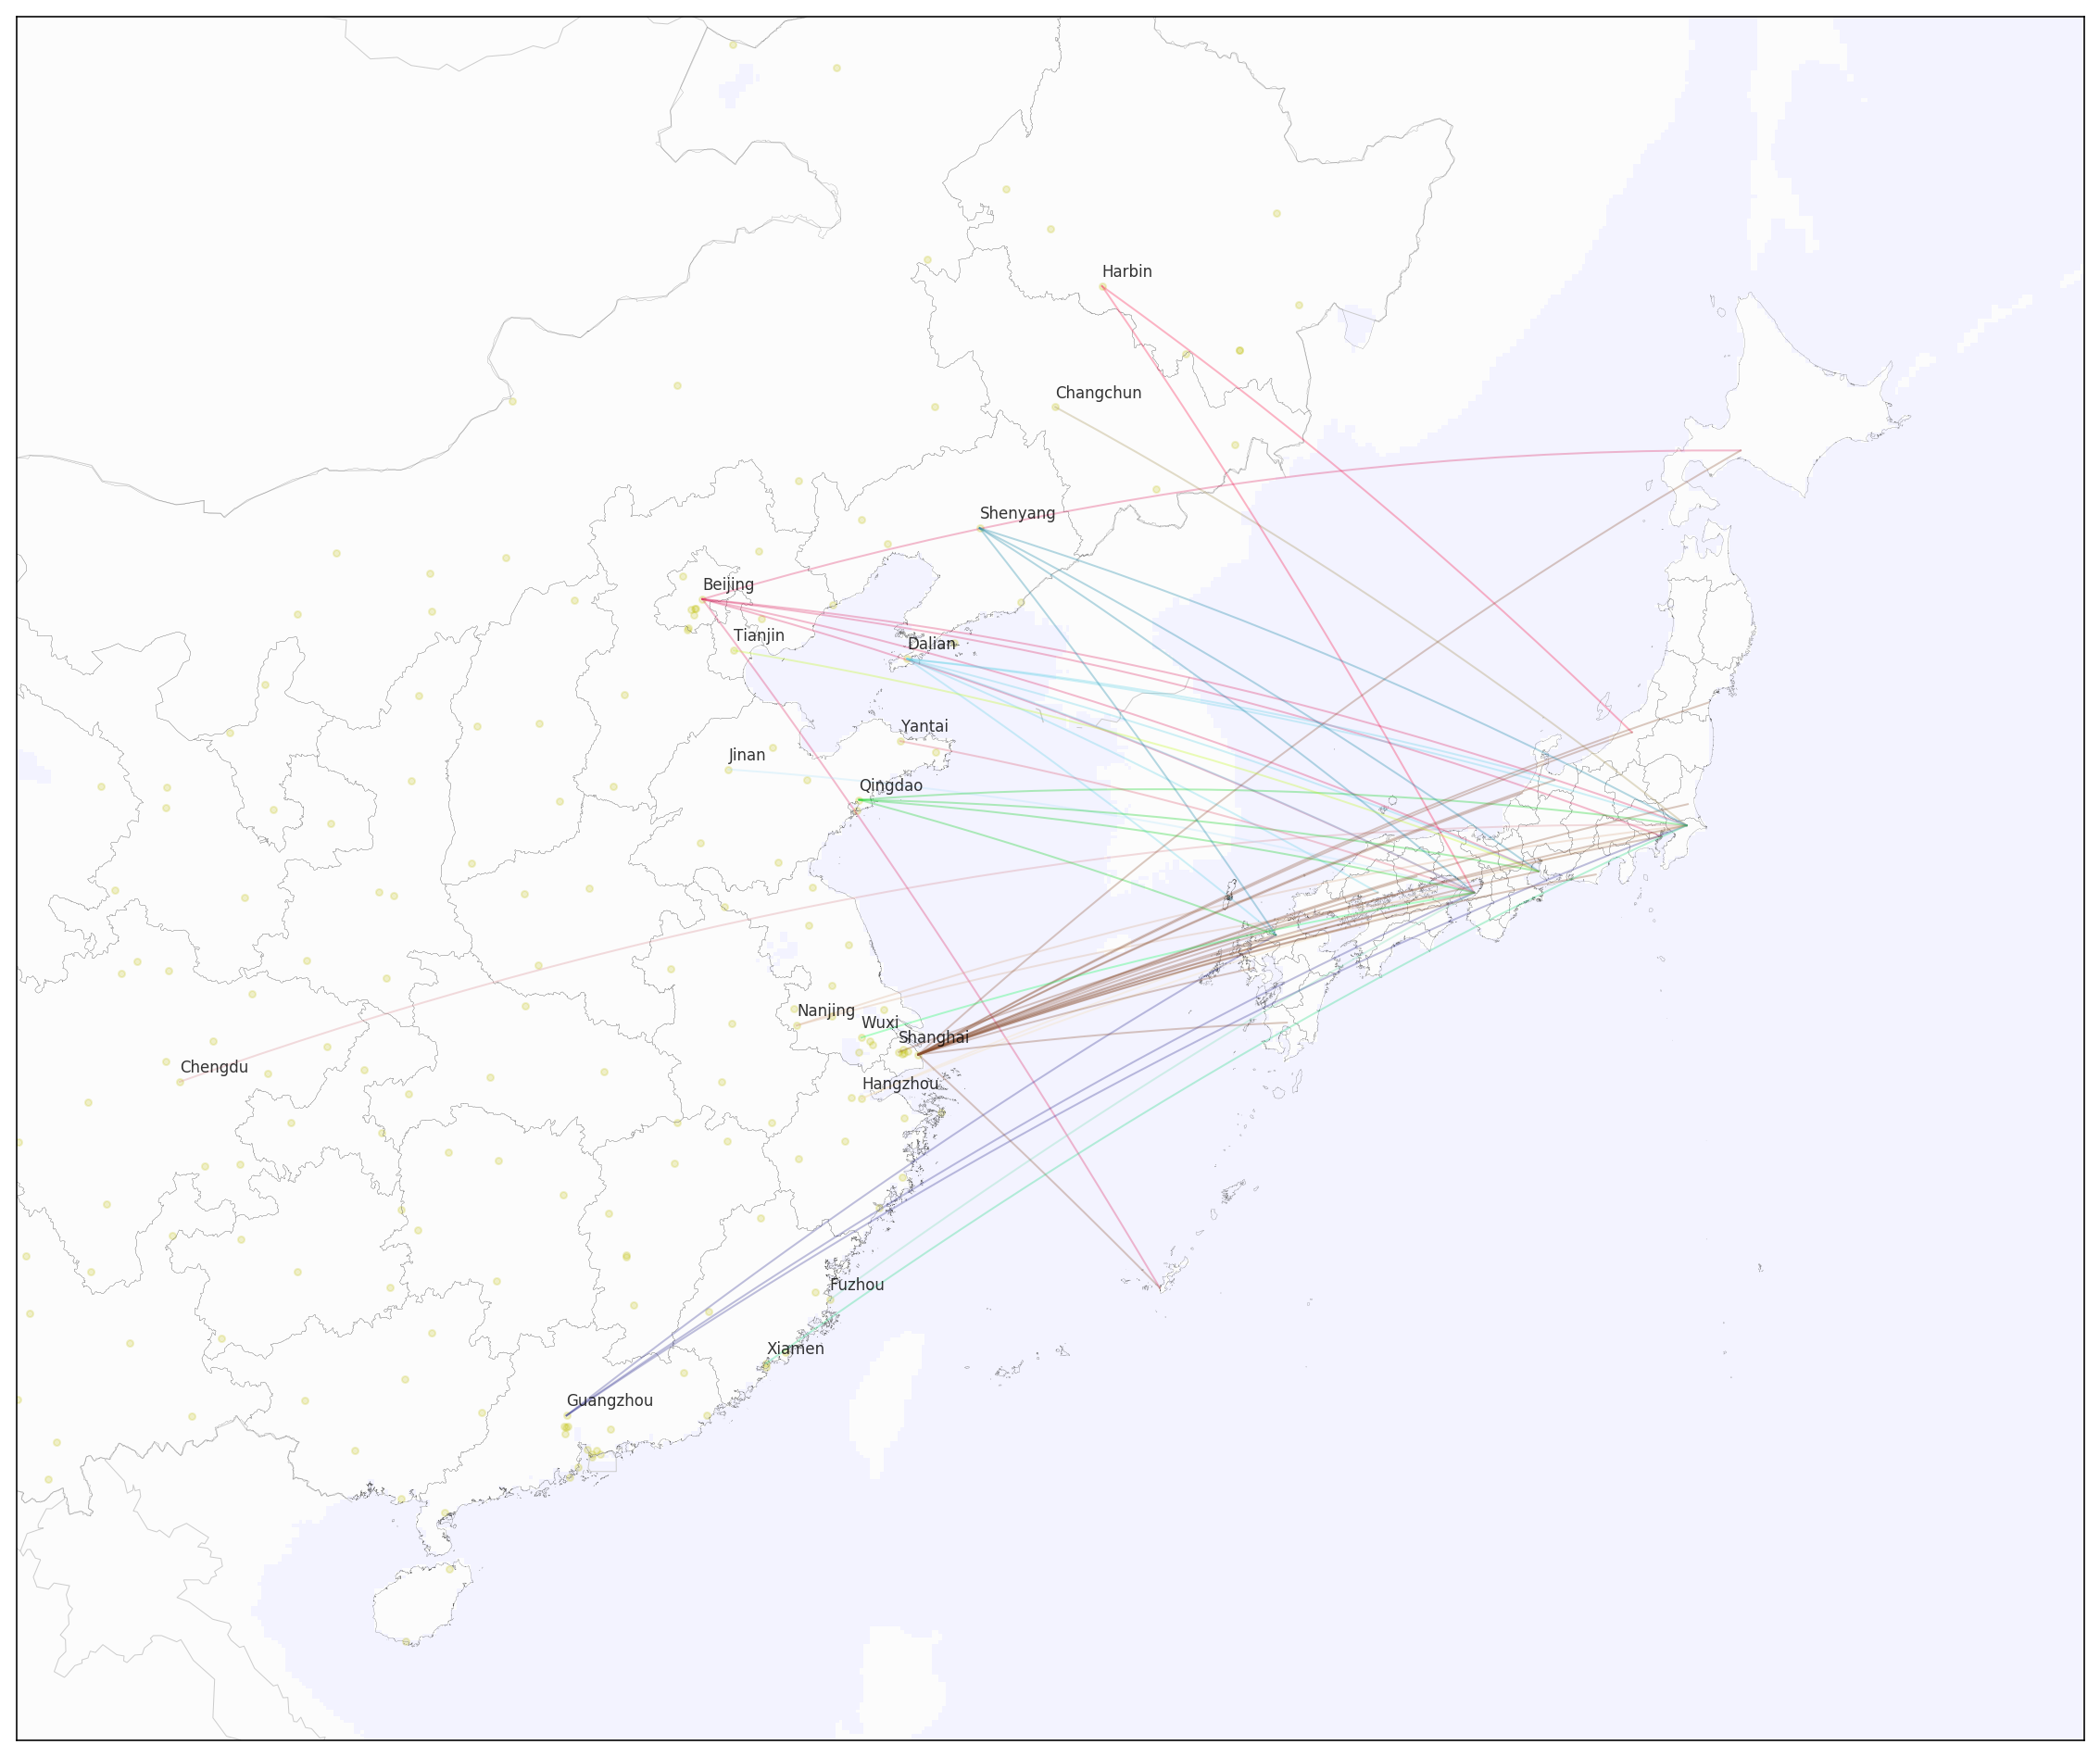 Harbin
Changchun
Shenyang
Beijing
Tianjin
Dalian
Yantai
Jinan
Qingdao
Nanjing
Wuxi
Shanghai
Chengdu
Hangzhou
Fuzhou
Xiamen
Guangzhou